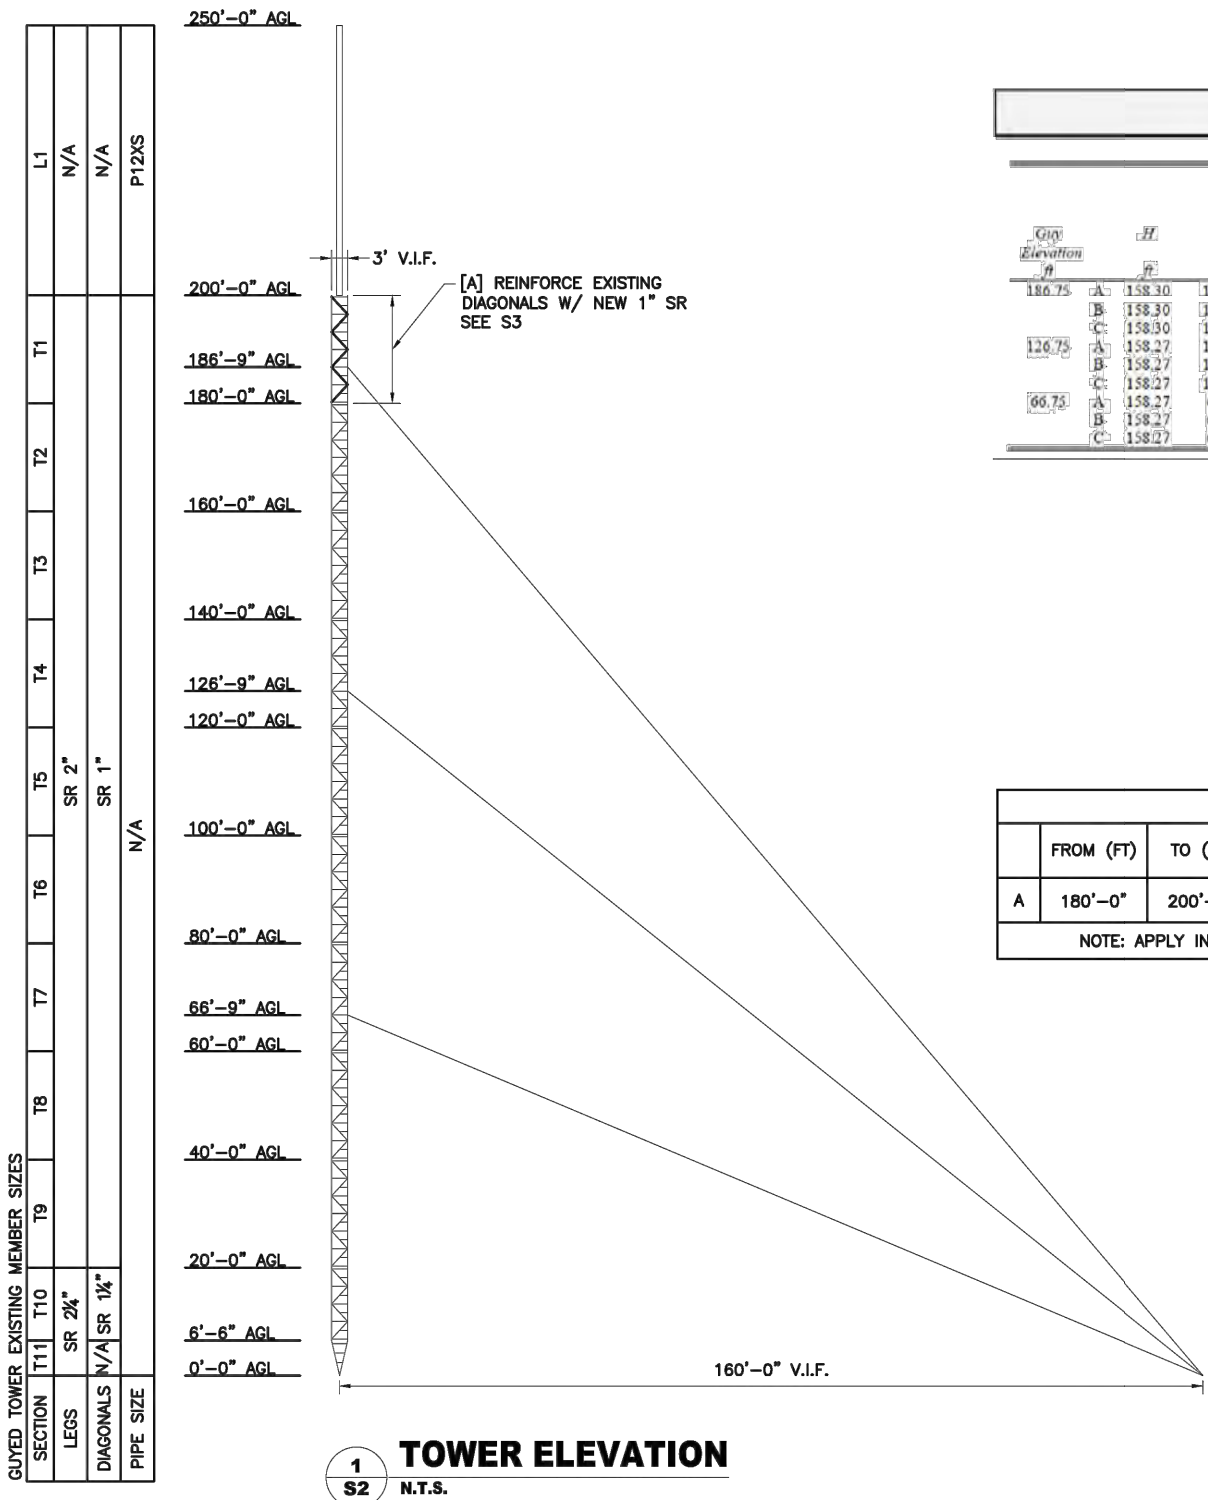 250'-0" AGL
3' V.I.F.
[A] REINFORCE EXISTING
DIAGONALS W/ NEW 1" SR
SEE S3
200'-0" AGL
186'-9" AGL
180'-0" AGL
160'-0" AGL
140'-0" AGL
126'-9" AGL
120'-0" AGL
100'-0" AGL
80'-0" AGL
66'-9" AGL
60'-0" AGL
40'-0" AGL
20'-0" AGL
6'-6" AGL
0'-0" AGL
160'-0" V.I.F.
GUYED TOWER EXISTING MEMBER SIZES
SECTION T11 T10 T9 T8 T7 T6 T5 T4 T3 T2 T1 L1
LEGS SR 2¼" SR 2" N/A
DIAGONALS N/A SR 1¼" SR 1" N/A
PIPE SIZE N/A P12XS
Guy H
Elevation
ft ft
186.75 A 158.30
B 158.30
C 158.30
126.75 A 158.27
B 158.27
C 158.27
66.75 A 158.27
B 158.27
C 158.27
FROM (FT) TO (
A 180'-0" 200'-
NOTE: APPLY IN
1 TOWER ELEVATION
S2 N.T.S.